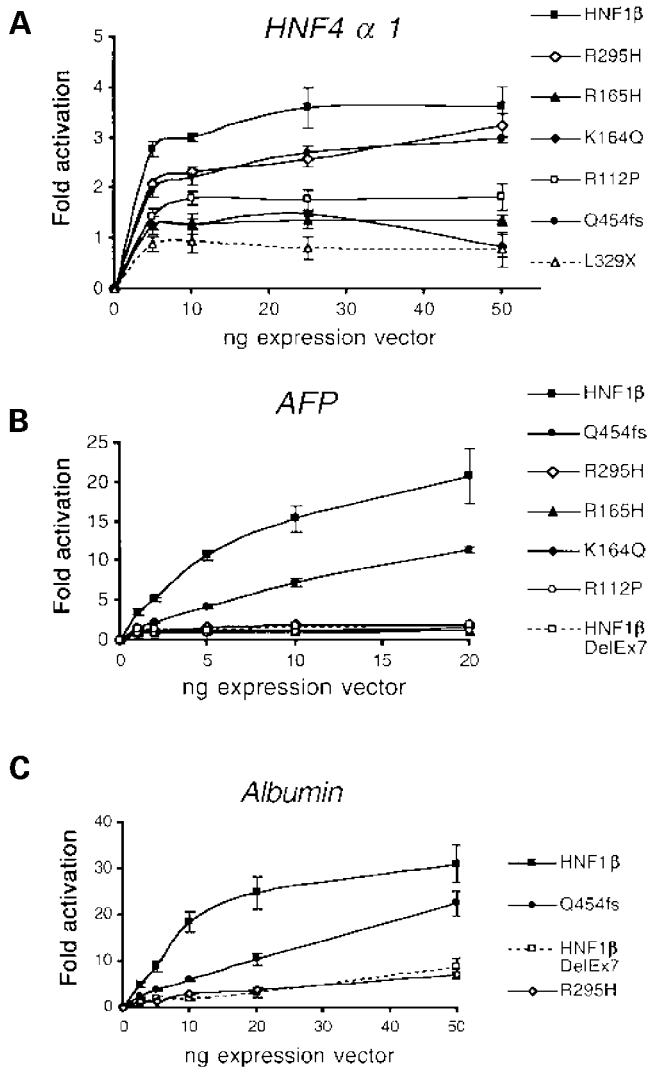 A
HNF4 α 1
Fold activation
5
4
3
2
1
0
0 10 20 30 40 50
ng expression vector
HNF1β
R295H
R165H
K164Q
R112P
Q454fs
L329X
B
AFP
Fold activation
25
20
15
10
5
0
0 5 10 15 20
ng expression vector
HNF1β
Q454fs
R295H
R165H
K164Q
R112P
HNF1β
DelEx7
C
Albumin
Fold activation
40
30
20
10
0
0 10 20 30 40 50
ng expression vector
HNF1β
Q454fs
HNF1β
DelEx7
R295H